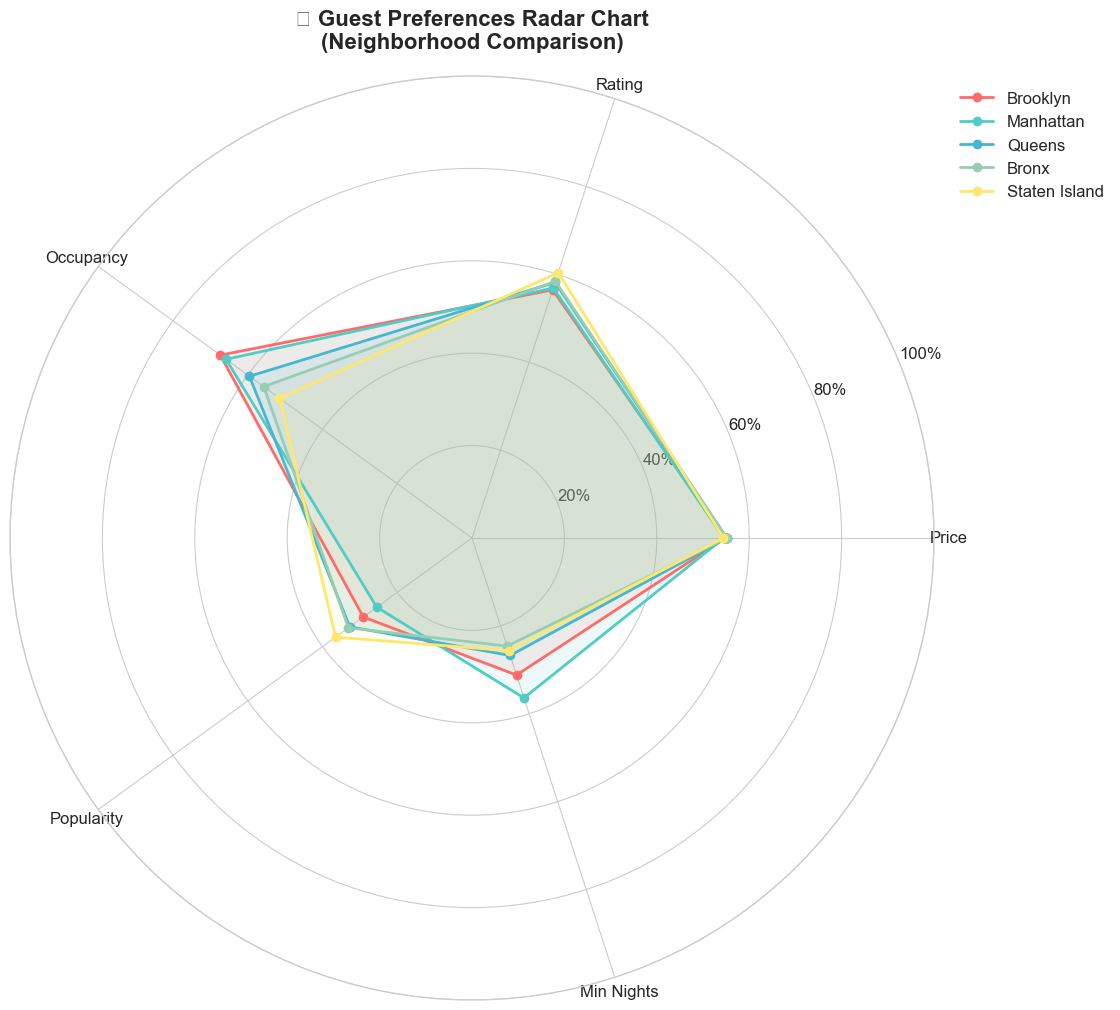 Guest Preferences Radar Chart
(Neighborhood Comparison)
Rating
Brooklyn
Manhattan
Queens
Bronx
Staten Island
Occupancy
100%
80%
60%
40%
20%
Price
Popularity
Min Nights